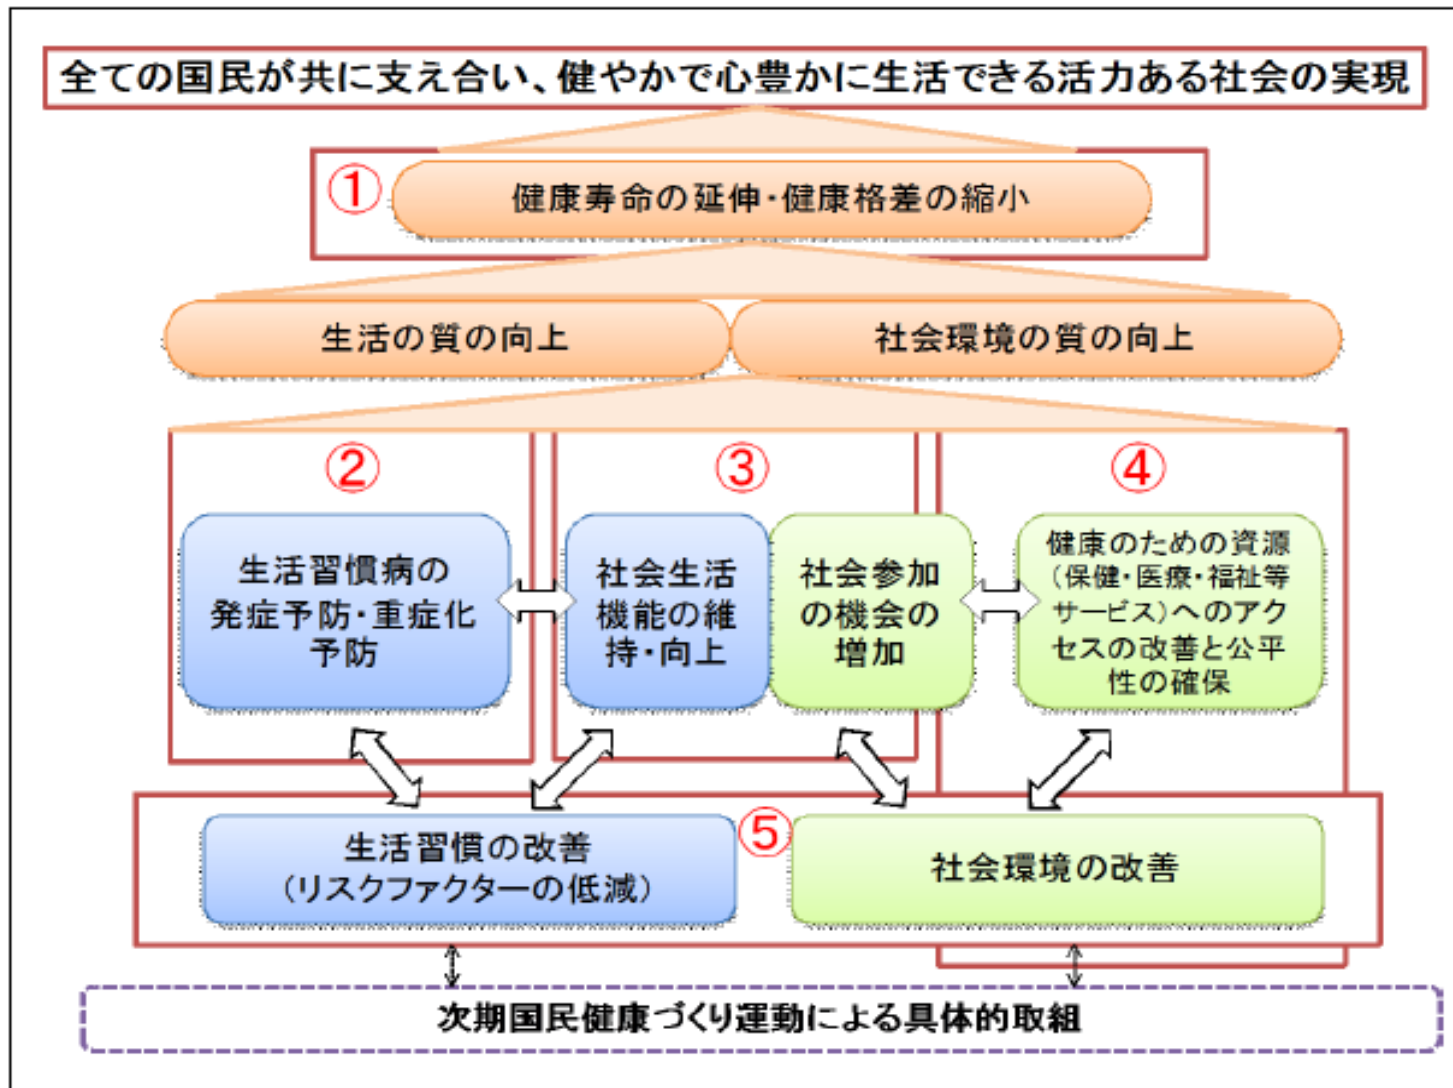 全ての国民が共に支え合い、健やかで心豊かに生活できる活力ある社会の実現
①
健康寿命の延伸・健康格差の縮小
生活の質の向上
社会環境の質の向上
②
③
④
生活習慣病の
発症予防・重症化
予防
社会生活
機能の維
持・向上
社会参加
の機会の
増加
健康のための資源
（保健・医療・福祉等
サービス）へのアク
セスの改善と公平
性の確保
生活習慣の改善
（リスクファクターの低減）
⑤
社会環境の改善
次期国民健康づくり運動による具体的取組